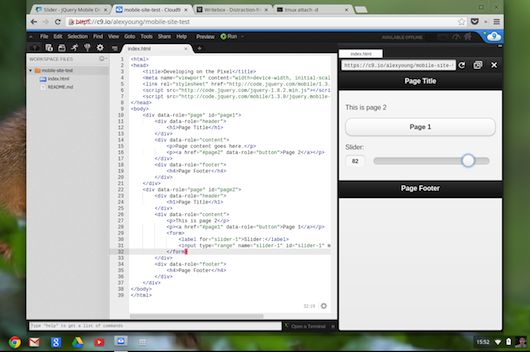 Slider - jQuery Mobile De
mobile-site-test - Cloud9
Writebox - Distraction-fr
tmux attach -d
https://c9.io/alexyoung/mobile-site-test
File Edit Selection Find View Goto Tools Support Preview Run
AVAILABLE OFFLINE
WORKSPACE FILES
mobile-site-test
index.html
README.md
index.html
1 <html>
2 <head>
3 <title>Developing on the Pixel</title>
4 <meta name="viewport" content="width=device-width, initial-scal
5 <link rel="stylesheet" href="http://code.jquery.com/mobile/1.3.
6 <script src="http://code.jquery.com/jquery-1.8.2.min.js"></scri
7 <script src="http://code.jquery.com/mobile/1.3.0/jquery.mobile-
8 </head>
9 <body>
10 <div data-role="page" id="page1">
11 <div data-role="header">
12 <h1>Page Title</h1>
13 </div>
14 <div data-role="content">
15 <p>Page content goes here.</p>
16 <p><a href="#page2" data-role="button">Page 2</a></p>
17 </div>
18 <div data-role="footer">
19 <h4>Page Footer</h4>
20 </div>
21 </div>
22 <div data-role="page" id="page2">
23 <div data-role="header">
24 <h1>Page Title</h1>
25 </div>
26 <div data-role="content">
27 <p>This is page 2</p>
28 <p><a href="#page1" data-role="button">Page 1</a></p>
29 <form>
30 <label for="slider-1">Slider:</label>
31 <input type="range" name="slider-1" id="slider-1" m
32 </form>
33 </div>
34 <div data-role="footer">
35 <h4>Page Footer</h4>
36 </div>
37 </div>
38 </body>
39 </html>
Type "help" to get a list of commands
Open a Terminal
index.html
https://c9.io/alexyoung/mobile-site-t
Page Title
This is page 2
Page 1
Slider:
82
Page Footer
15:52